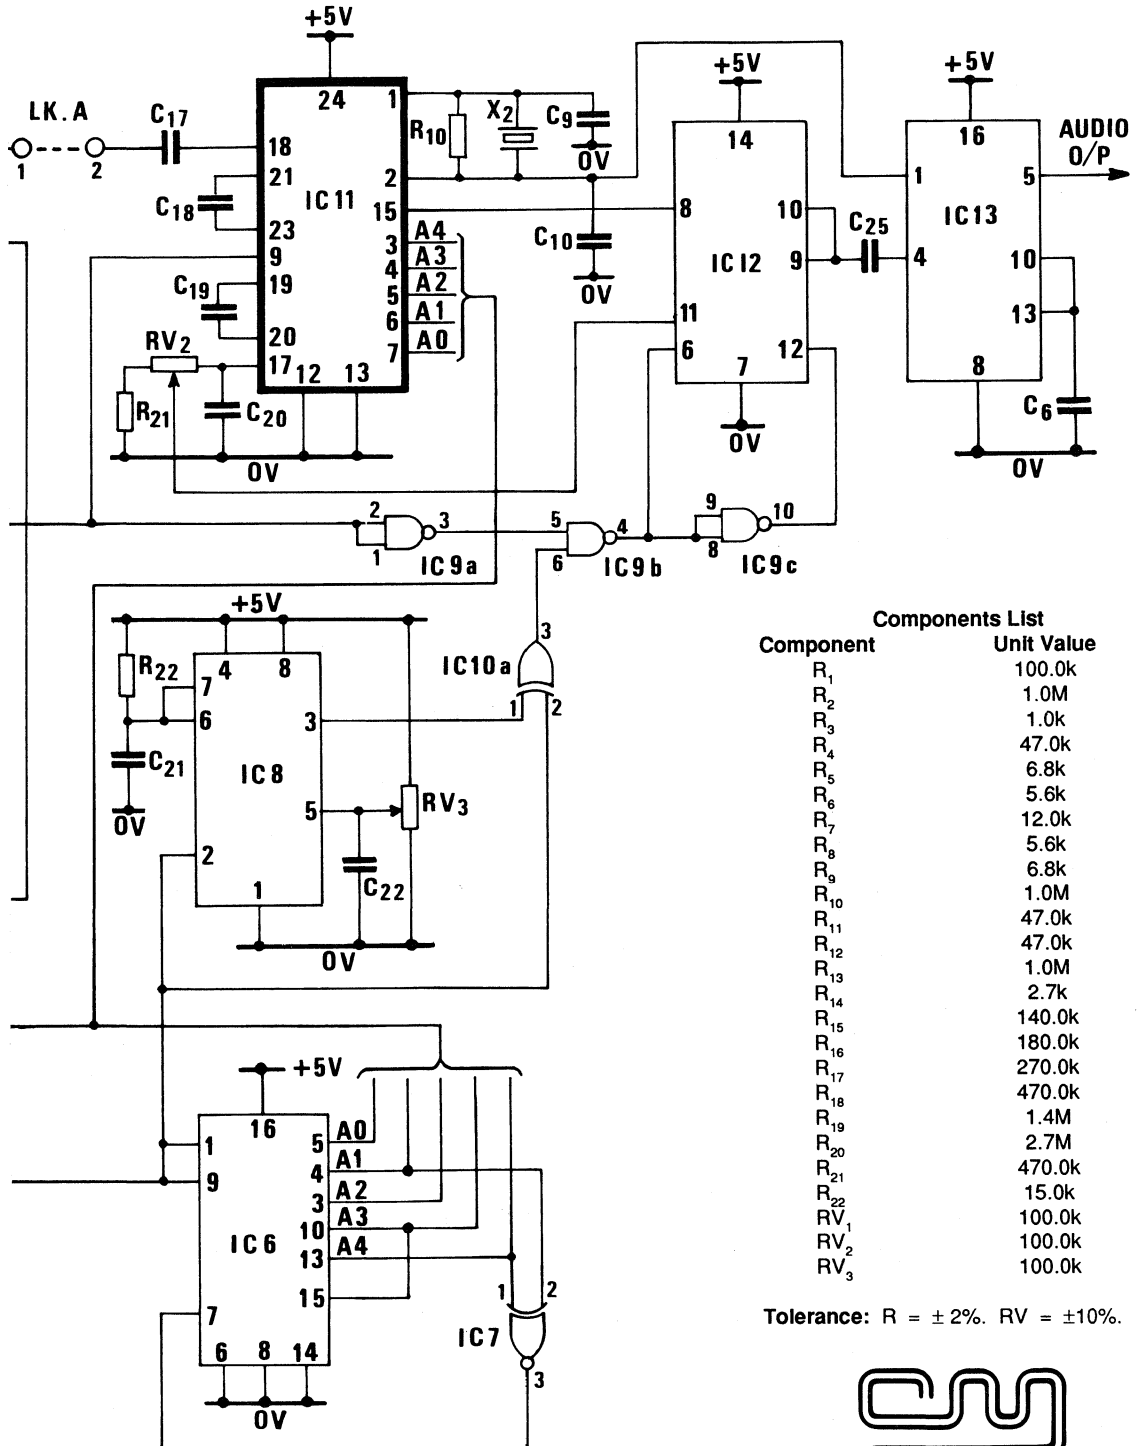 +5V
LK.A
1
2
C17
18
21
C18
23
9
C19
19
20
RV2
17
R21
C20
24
IC11
12
13
0V
1
2
15
3 A4
4 A3
5 A2
6 A1
7 A0
R10
X2
C9
0V
C10
0V
+5V
14
8
10
IC12
9
11
6
12
7
0V
C25
+5V
16
1
5
IC13
4
10
13
8
C6
0V
AUDIO
O/P
2
1
3
IC9a
5
6
4
IC9b
9
8
10
IC9c
+5V
R22
4
8
7
6
3
C21
0V
IC8
5
RV3
2
1
C22
0V
IC10a
3
1
2
+5V
16
1
9
5 A0
4 A1
3 A2
10 A3
13 A4
15
IC6
7
6
8
14
0V
1
2
IC7
3
Components List
Component Unit Value
R1 100.0k
R2 1.0M
R3 1.0k
R4 47.0k
R5 6.8k
R6 5.6k
R7 12.0k
R8 5.6k
R9 6.8k
R10 1.0M
R11 47.0k
R12 47.0k
R13 1.0M
R14 2.7k
R15 140.0k
R16 180.0k
R17 270.0k
R18 470.0k
R19 1.4M
R20 2.7M
R21 470.0k
R22 15.0k
RV1 100.0k
RV2 100.0k
RV3 100.0k
Tolerance: R = ± 2%. RV = ±10%.